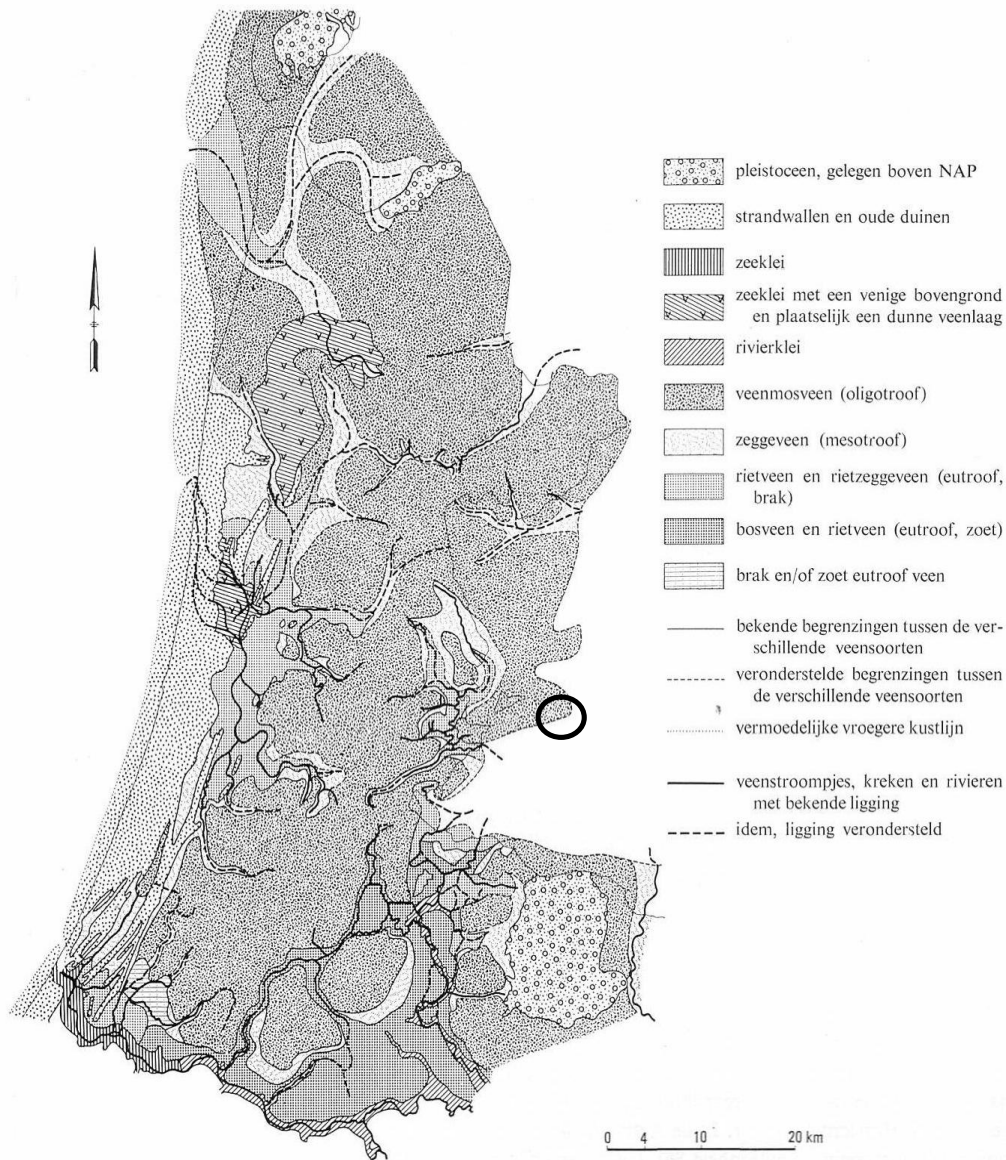 pleistoceen, gelegen boven NAP
strandwallen en oude duinen
zeeklei
zeeklei met een venige bovengrond
en plaatselijk een dunne veenlaag
rivierklei
veenmosveen (oligotroof)
zeggeveen (mesotroof)
rietveen en rietzeggeveen (eutroof,
brak)
bosveen en rietveen (eutroof, zoet)
brak en/of zoet eutroof veen
bekende begrenzingen tussen de ver-
schillende veensoorten
veronderstelde begrenzingen tussen
de verschillende veensoorten
vermoedelijke vroegere kustlijn
veenstroompjes, kreken en rivieren
met bekende ligging
idem, ligging verondersteld
0 4 10 20 km